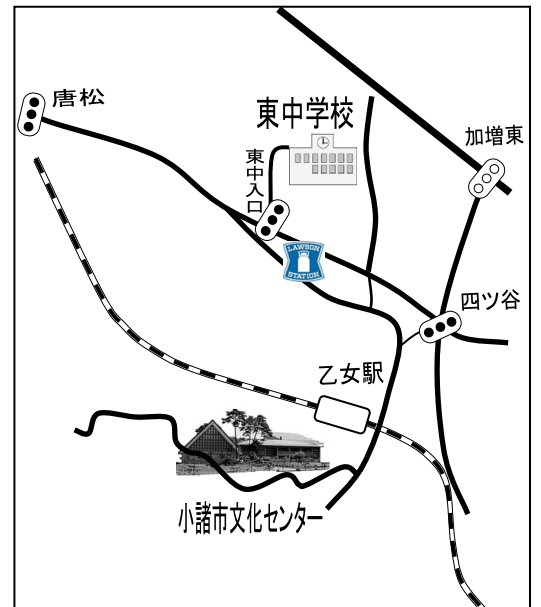 唐松
東中学校
加増東
東中入口
LAWSON
STATION
四ツ谷
乙女駅
小諸市文化センター